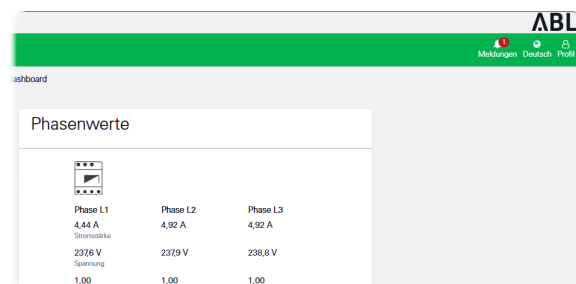 ABL
Meldungen Deutsch Profil
Phasenwerte
Phase L1 Phase L2 Phase L3
4,44 A 4,92 A 4,92 A
Stromstärke
237,6 V 237,9 V 238,8 V
Spannung
1,00 1,00 1,00